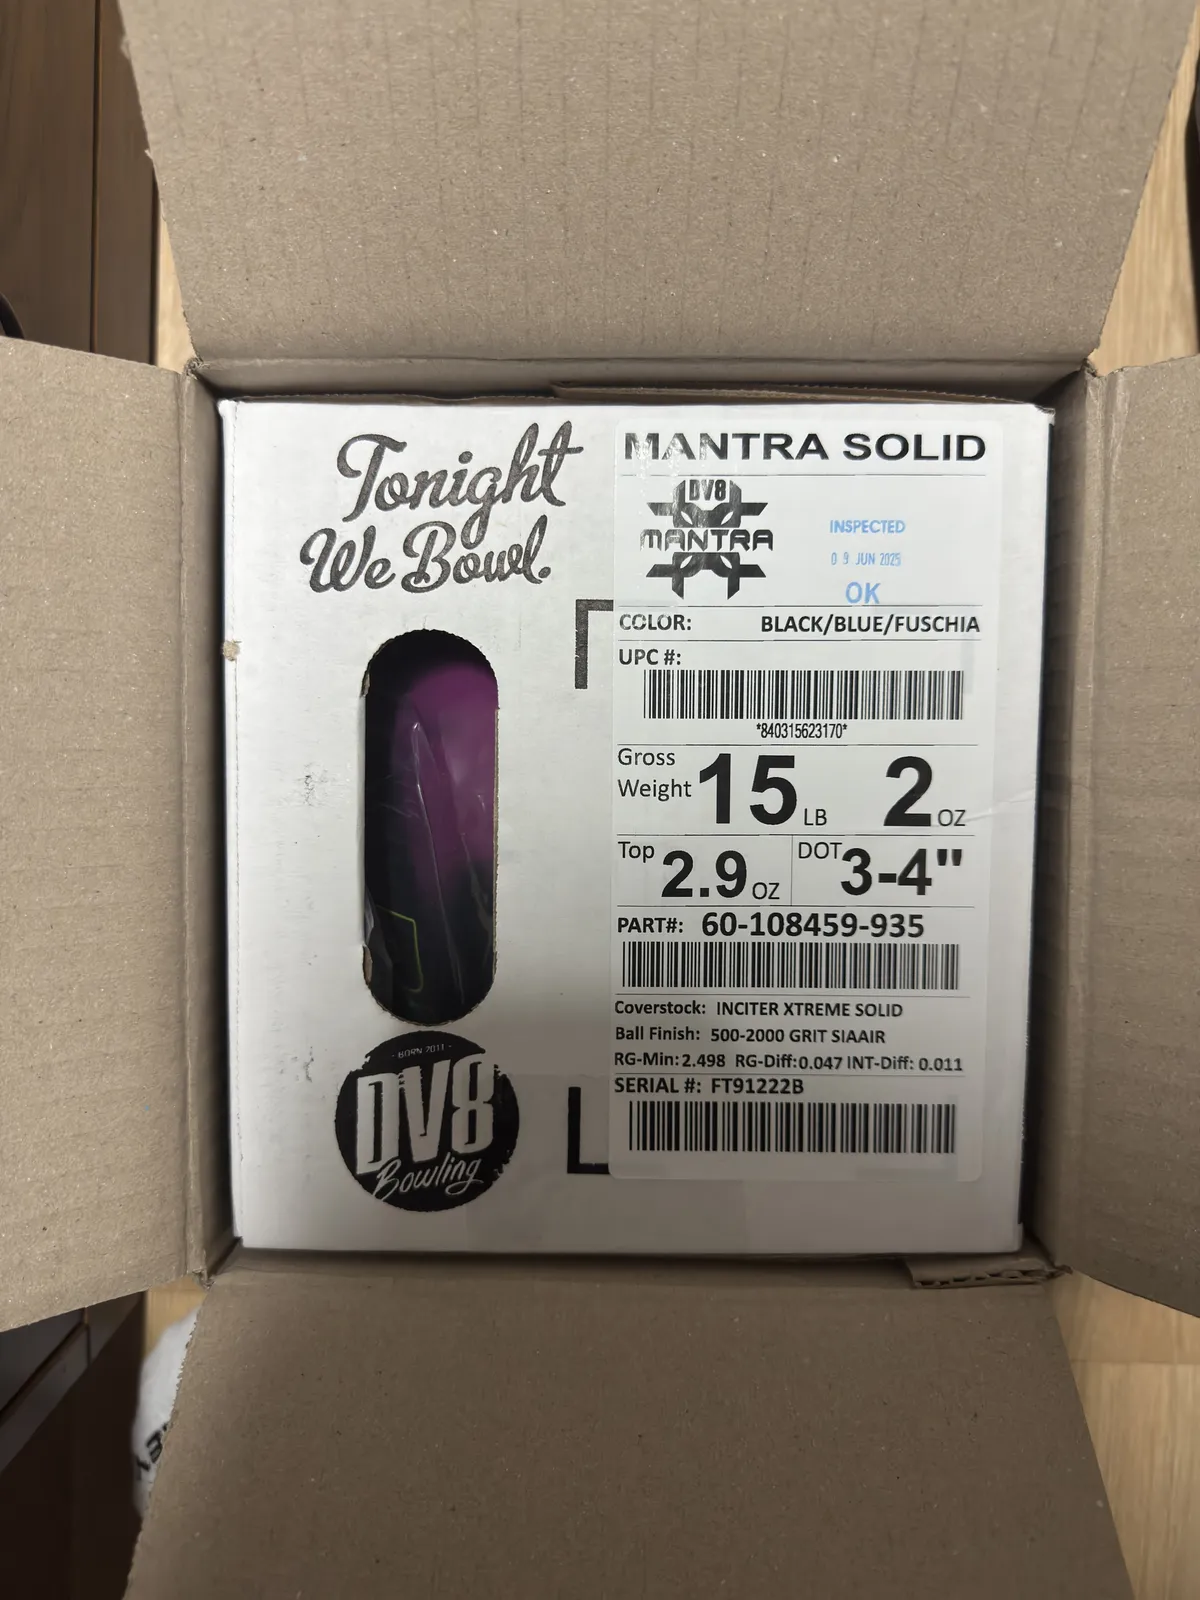 Tonight
We Bowl.
MANTRA SOLID
DV8
MANTRA
INSPECTED
09 JUN 2025
OK
COLOR: BLACK/BLUE/FUSCHIA
UPC #:
*840315623170*
Gross Weight 15 LB 2 OZ
Top 2.9 OZ DOT 3-4"
PART#: 60-108459-935
Coverstock: INCITER XTREME SOLID
Ball Finish: 500-2000 GRIT SIAAIR
RG-Min: 2.498 RG-Diff: 0.047 INT-Diff: 0.011
SERIAL #: FT91222B
- BORN 2011 -
DV8
Bowling